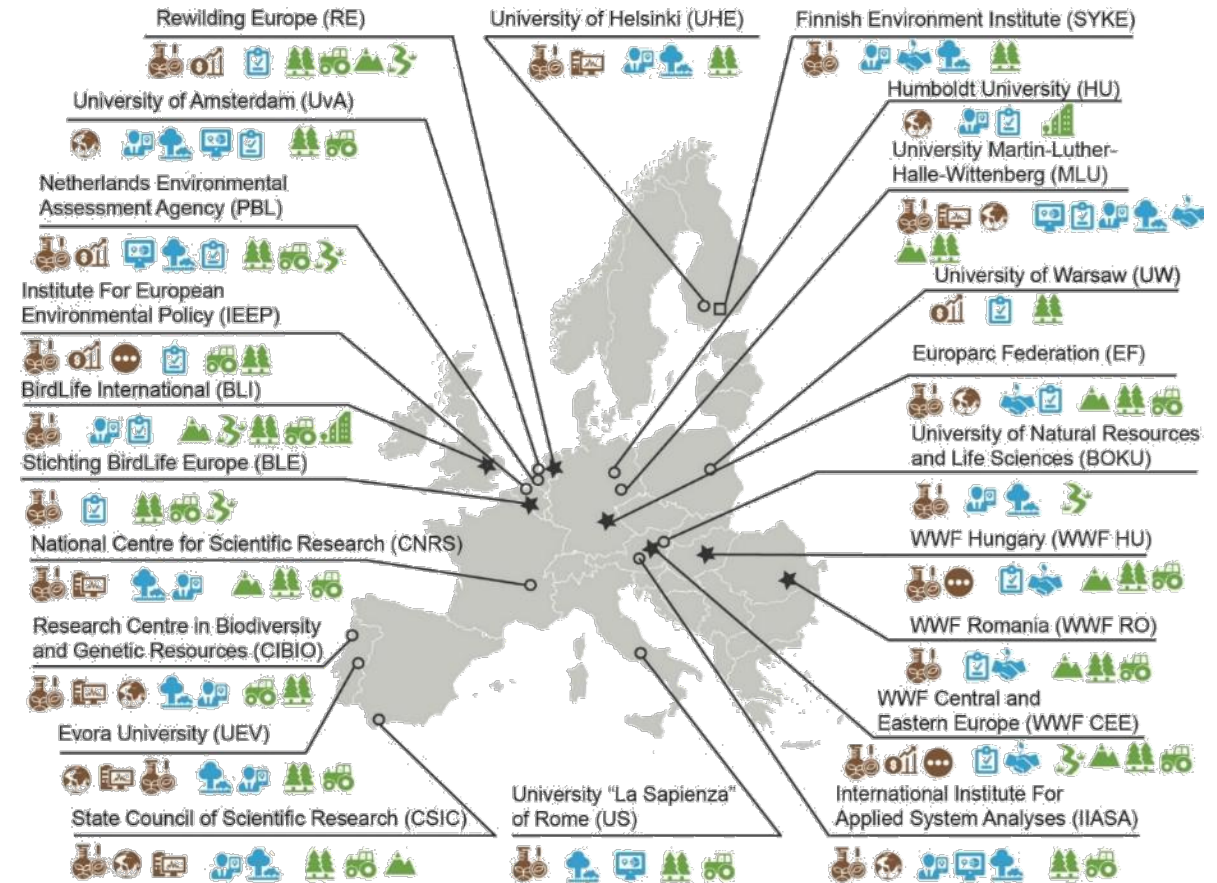 Rewilding Europe (RE)
University of Helsinki (UHE)
Finnish Environment Institute (SYKE)
University of Amsterdam (UvA)
Humboldt University (HU)
University Martin-Luther-
Halle-Wittenberg (MLU)
Netherlands Environmental
Assessment Agency (PBL)
University of Warsaw (UW)
Institute For European
Environmental Policy (IEEP)
Europarc Federation (EF)
BirdLife International (BLI)
University of Natural Resources
and Life Sciences (BOKU)
Stichting BirdLife Europe (BLE)
National Centre for Scientific Research (CNRS)
WWF Hungary (WWF HU)
Research Centre in Biodiversity
and Genetic Resources (CIBIO)
WWF Romania (WWF RO)
WWF Central and
Eastern Europe (WWF CEE)
Evora University (UEV)
University "La Sapienza"
of Rome (US)
International Institute For
Applied System Analyses (IIASA)
State Council of Scientific Research (CSIC)